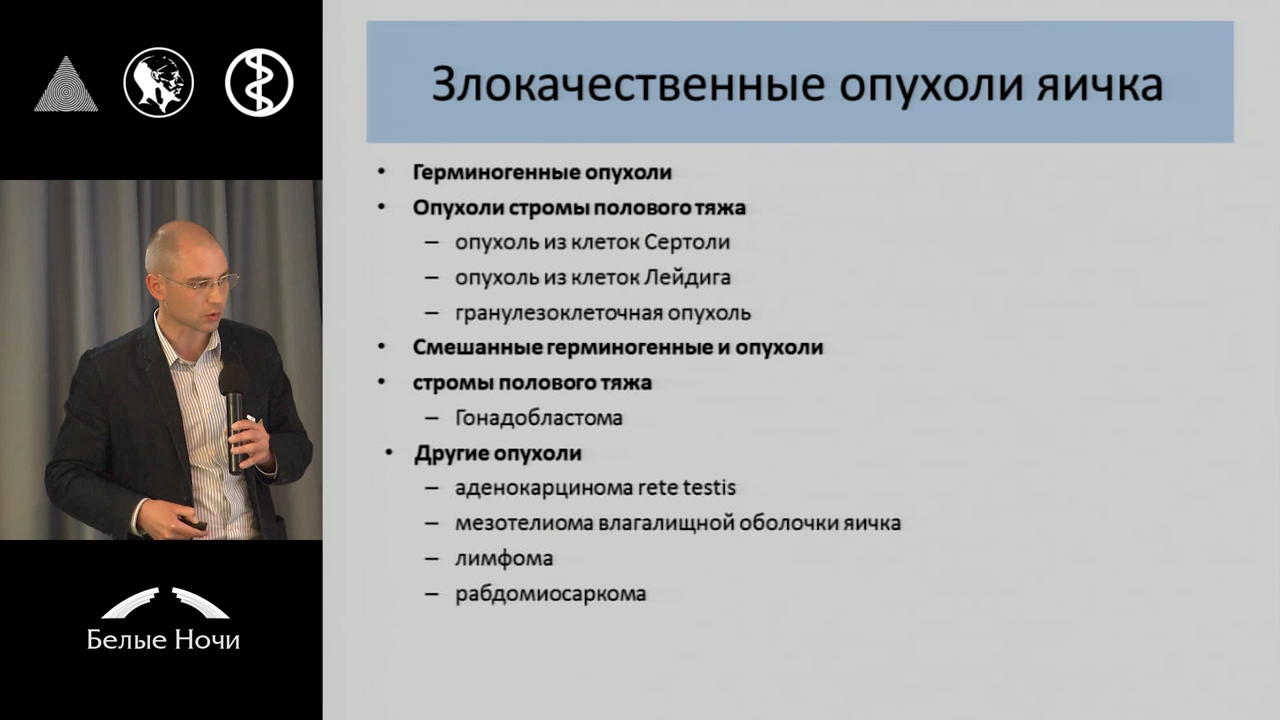 Злокачественные опухоли яичка
• Герминогенные опухоли
• Опухоли стромы полового тяжа
– опухоль из клеток Сертоли
– опухоль из клеток Лейдига
– гранулезоклеточная опухоль
• Смешанные герминогенные и опухоли
• стромы полового тяжа
– Гонадобластома
• Другие опухоли
– аденокарцинома rete testis
– мезотелиома влагалищной оболочки яичка
– лимфома
– рабдомиосаркома
Белые Ночи